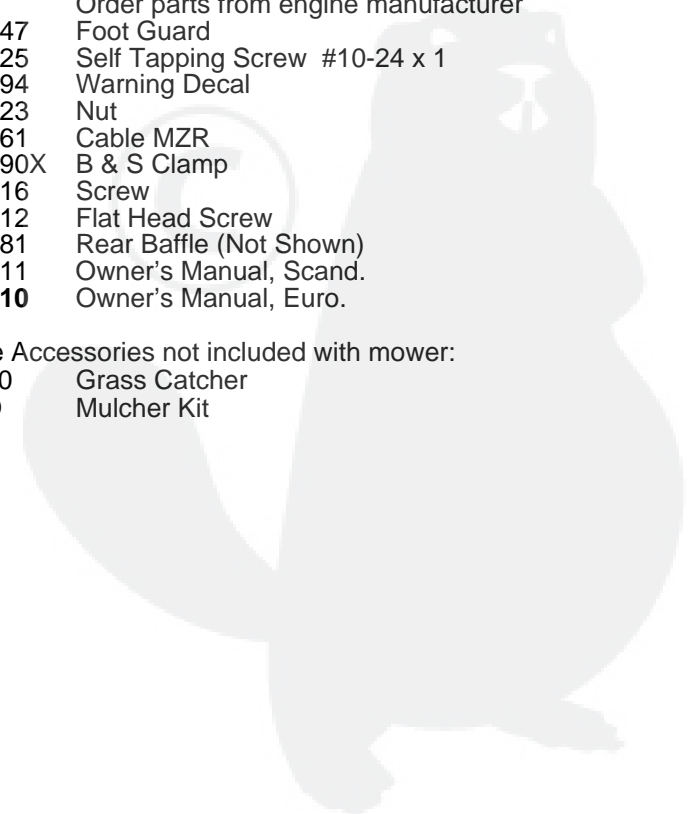 Order parts from engine manufacturer
47 Foot Guard
25 Self Tapping Screw #10-24 x 1
94 Warning Decal
23 Nut
61 Cable MZR
90X B & S Clamp
16 Screw
12 Flat Head Screw
81 Rear Baffle (Not Shown)
11 Owner's Manual, Scand.
10 Owner's Manual, Euro.
Accessories not included with mower:
0 Grass Catcher
Mulcher Kit